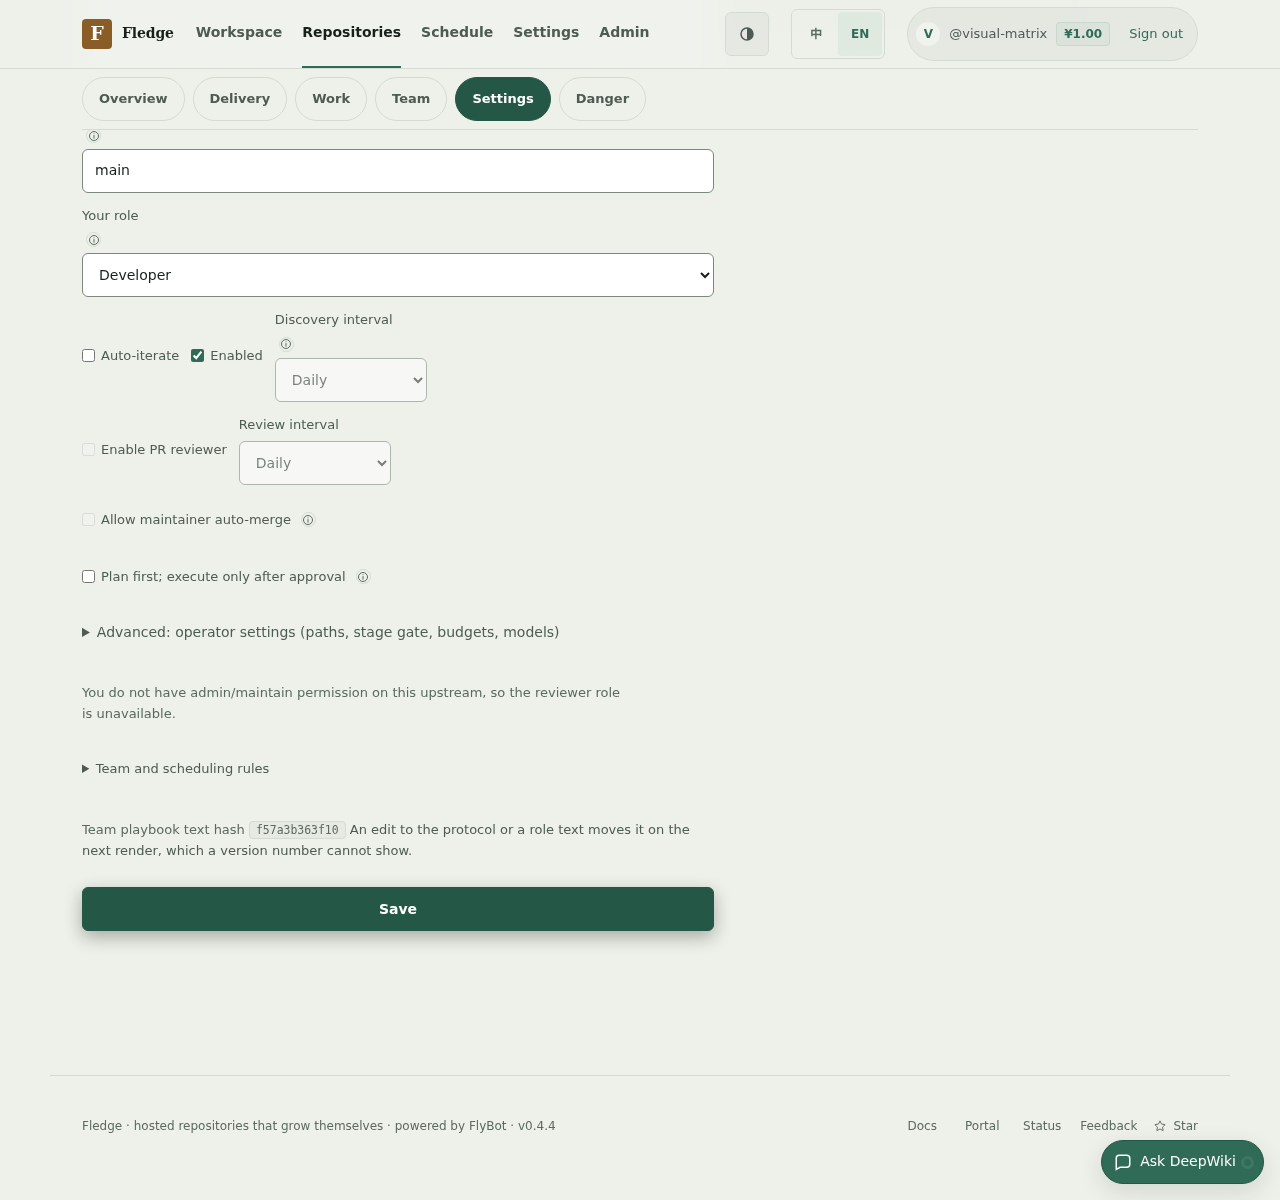 F Fledge Workspace Repositories Schedule Settings Admin 中 EN V @visual-matrix ¥1.00 Sign out
Overview Delivery Work Team Settings Danger
main
Your role
Developer
Discovery interval
Auto-iterate Enabled
Daily
Review interval
Enable PR reviewer
Daily
Allow maintainer auto-merge
Plan first; execute only after approval
Advanced: operator settings (paths, stage gate, budgets, models)
You do not have admin/maintain permission on this upstream, so the reviewer role
is unavailable.
Team and scheduling rules
Team playbook text hash f57a3b363f10 An edit to the protocol or a role text moves it on the
next render, which a version number cannot show.
Save
Fledge · hosted repositories that grow themselves · powered by FlyBot · v0.4.4
Docs Portal Status Feedback Star
Ask DeepWiki